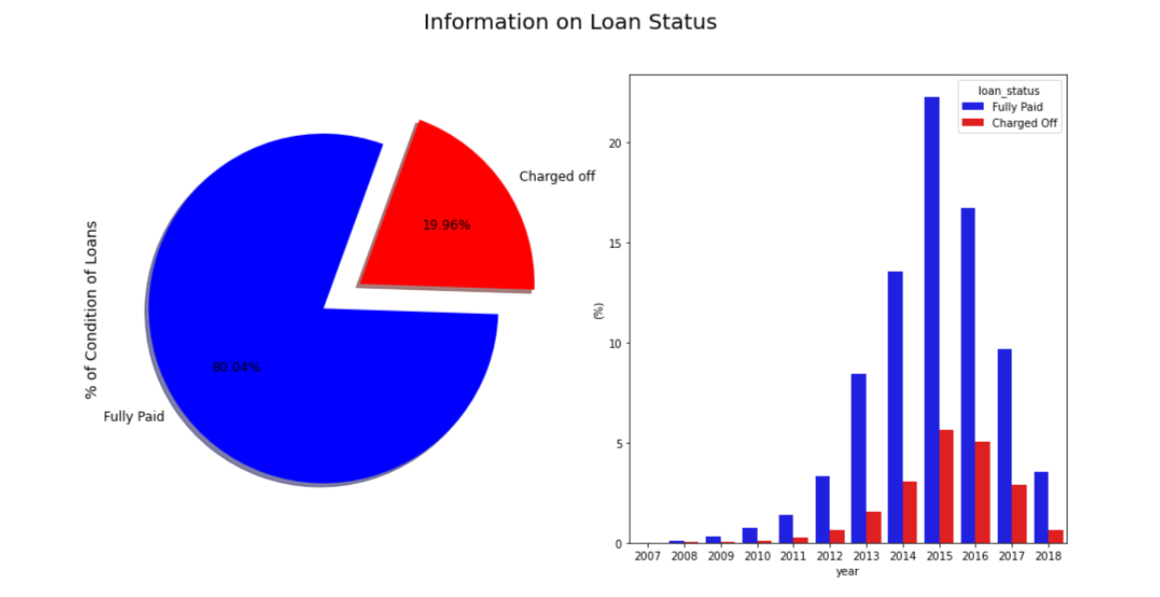 Information on Loan Status
% of Condition of Loans
Charged off
19.96%
80.04%
Fully Paid
loan_status
Fully Paid
Charged Off
(%)
20
15
10
5
0
2007 2008 2009 2010 2011 2012 2013 2014 2015 2016 2017 2018
year